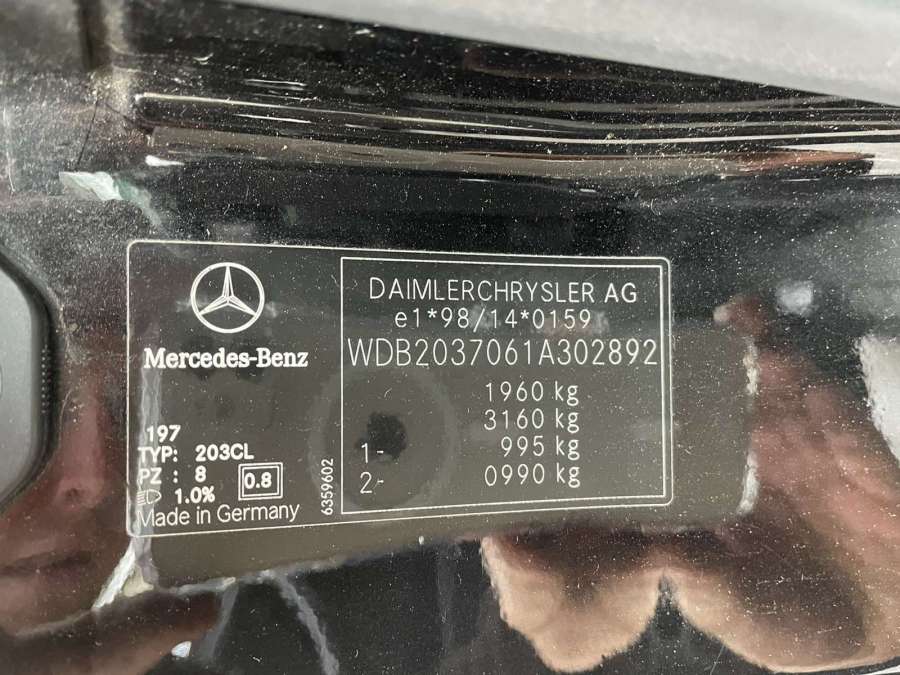 Mercedes-Benz
197
TYP: 203CL
PZ : 8
1.0%
0.8
Made in Germany
6359602
DAIMLERCHRYSLER AG
e1*98/14*0159
WDB2037061A302892
1960 kg
3160 kg
1- 995 kg
2- 0990 kg